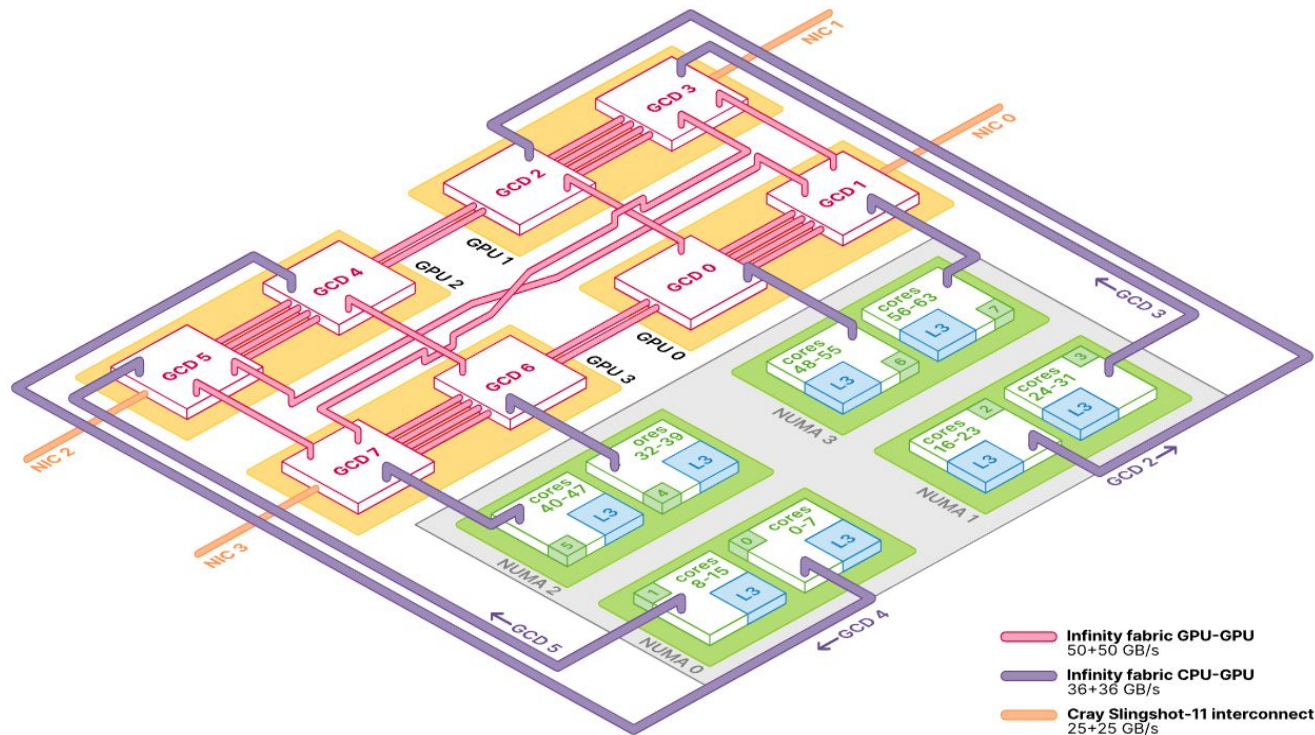 NIC 1
GCD 3
NIC 0
GCD 2
GCD 1
GPU 1
GCD 4
GPU 2
GCD 0
GPU 0
GCD 5
GCD 6
GPU 3
NIC 2
GCD 7
NIC 3
cores
56-63
L3
7
cores
48-55
L3
6
NUMA 3
←GCD 3
cores
24-31
L3
3
cores
16-23
L3
2
NUMA 1
GCD 2→
ores
32-39
L3
4
cores
40-47
L3
5
NUMA 2
cores
0-7
L3
0
cores
8-15
L3
1
NUMA 0
←GCD 5
←GCD 4
Infinity fabric GPU-GPU
50+50 GB/s
Infinity fabric CPU-GPU
36+36 GB/s
Cray Slingshot-11 interconnect
25+25 GB/s